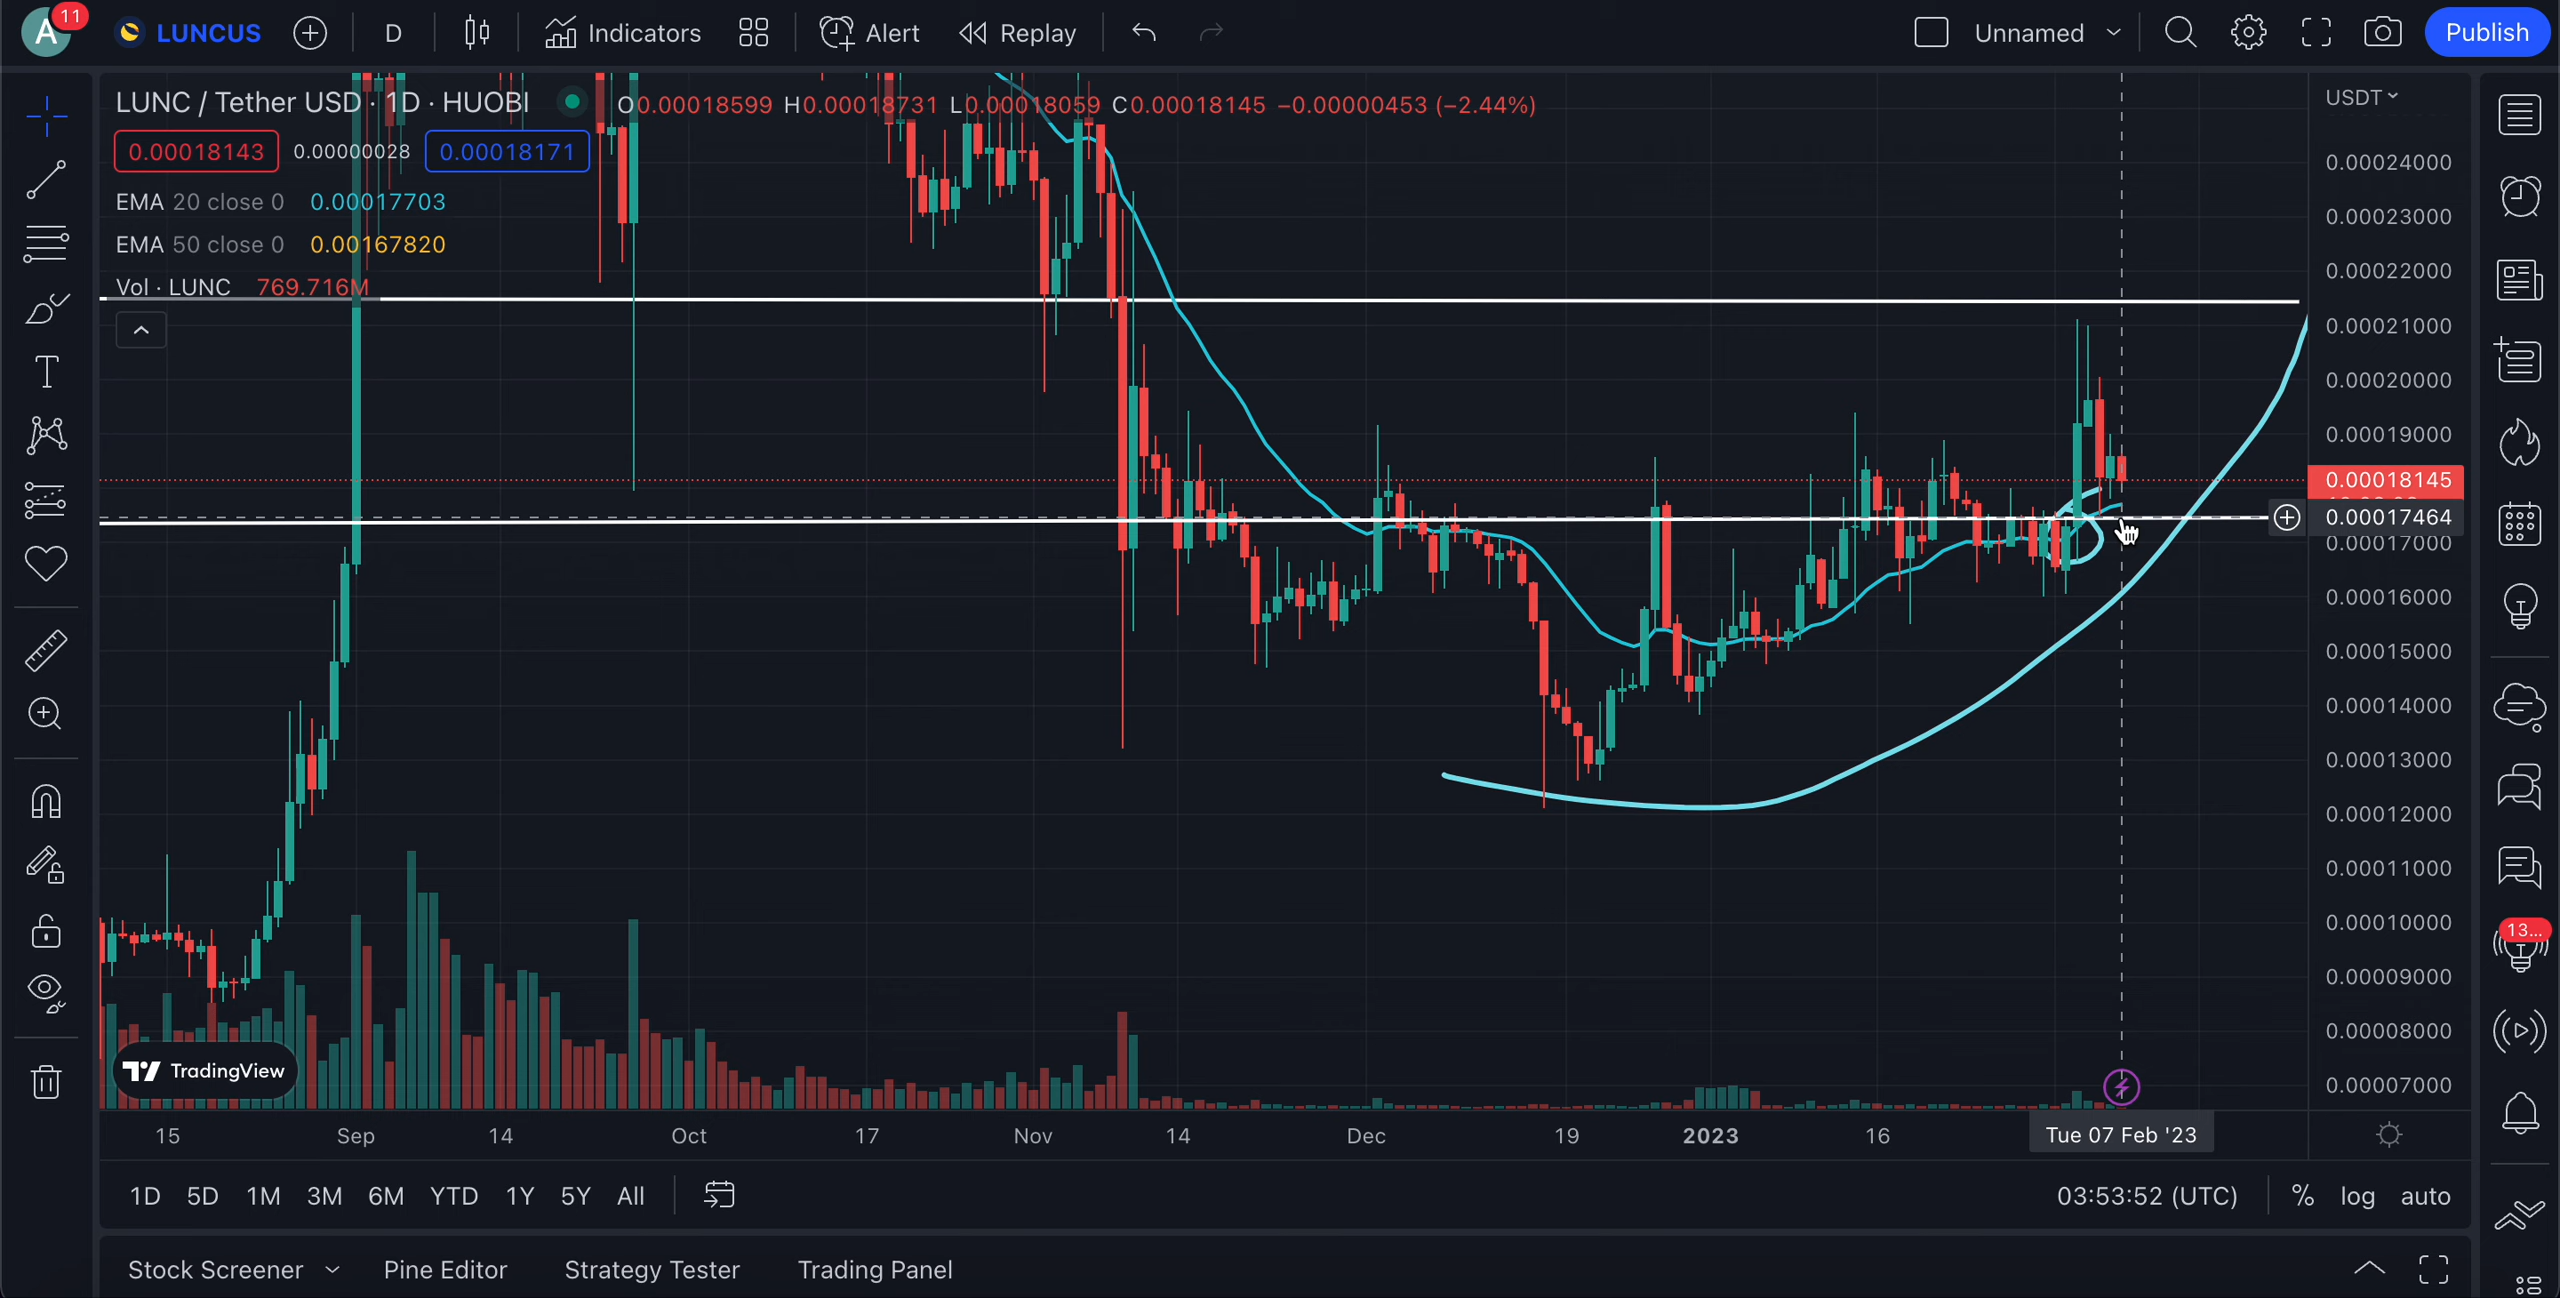 A 11 LUNCUS D Indicators Alert Replay Unnamed Publish
LUNC / Tether USD · 1D · HUOBI O0.00018599 H0.00018731 L0.00018059 C0.00018145 −0.00000453 (−2.44%)
0.00018143 0.00000028 0.00018171
EMA 20 close 0 0.00017703
EMA 50 close 0 0.00167820
Vol · LUNC 769.716M
USDT
0.00024000
0.00023000
0.00022000
0.00021000
0.00020000
0.00019000
0.00018145
0.00017464
0.00017000
0.00016000
0.00015000
0.00014000
0.00013000
0.00012000
0.00011000
0.00010000
0.00009000
0.00008000
0.00007000
13...
TradingView
15 Sep 14 Oct 17 Nov 14 Dec 19 2023 16 Tue 07 Feb '23
1D 5D 1M 3M 6M YTD 1Y 5Y All 03:53:52 (UTC) % log auto
Stock Screener Pine Editor Strategy Tester Trading Panel